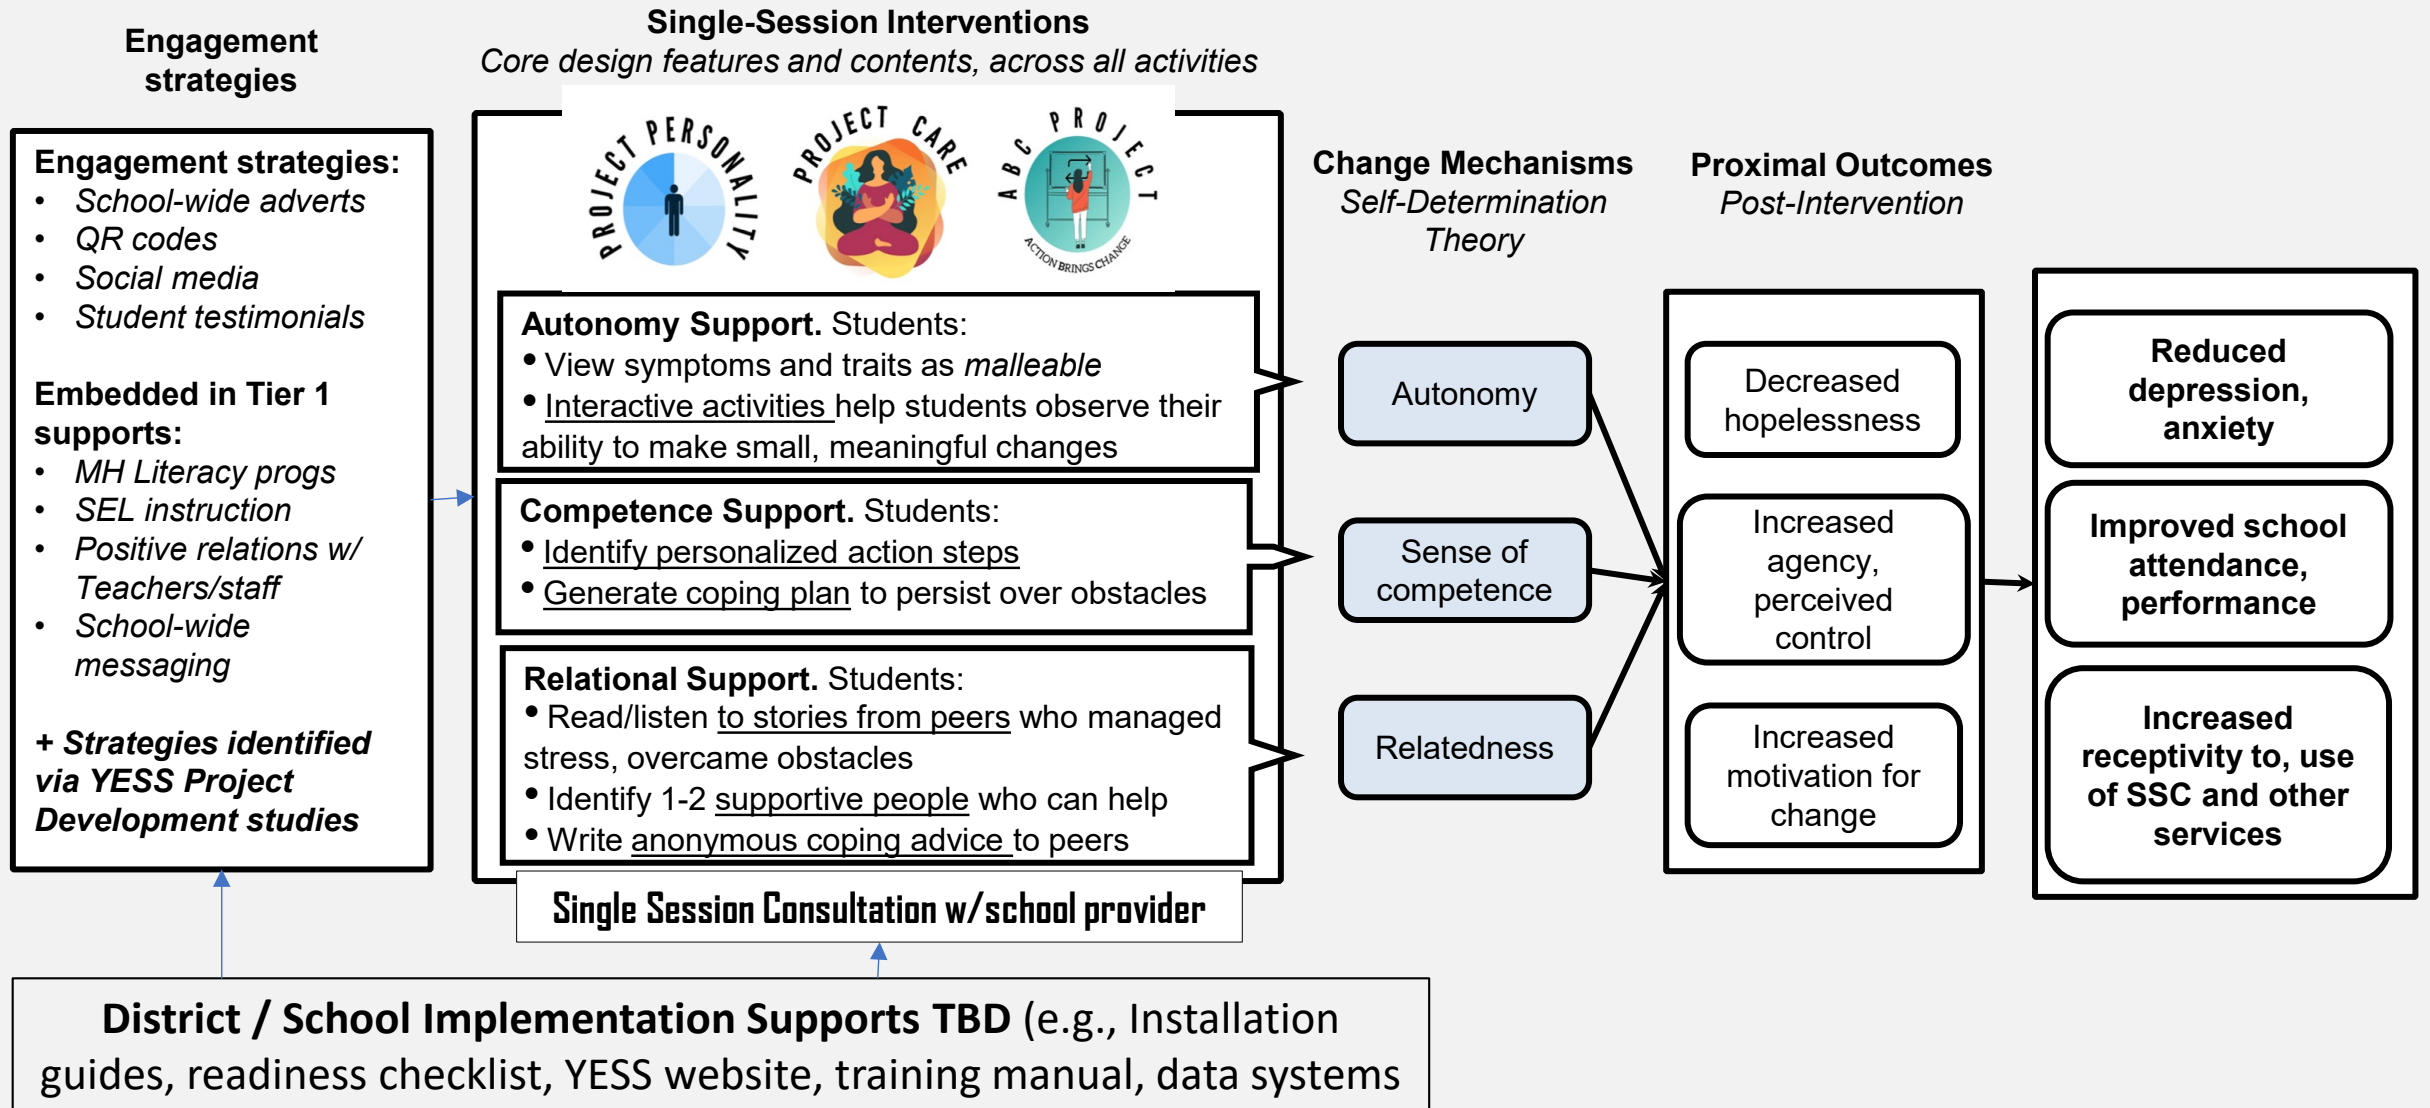 Engagement
strategies
Engagement strategies:
• School-wide adverts
• QR codes
• Social media
• Student testimonials
Embedded in Tier 1
supports:
• MH Literacy progs
• SEL instruction
• Positive relations w/
Teachers/staff
• School-wide
messaging
+ Strategies identified
via YESS Project
Development studies
Single-Session Interventions
Core design features and contents, across all activities
PROJECT PERSONALITY
PROJECT CARE
ABC PROJECT
ACTION BRINGS CHANGE
Autonomy Support. Students:
• View symptoms and traits as malleable
• Interactive activities help students observe their
ability to make small, meaningful changes
Competence Support. Students:
• Identify personalized action steps
• Generate coping plan to persist over obstacles
Relational Support. Students:
• Read/listen to stories from peers who managed
stress, overcame obstacles
• Identify 1-2 supportive people who can help
• Write anonymous coping advice to peers
Single Session Consultation w/school provider
Change Mechanisms
Self-Determination
Theory
Autonomy
Sense of
competence
Relatedness
Proximal Outcomes
Post-Intervention
Decreased
hopelessness
Increased
agency,
perceived
control
Increased
motivation for
change
Reduced
depression,
anxiety
Improved school
attendance,
performance
Increased
receptivity to, use
of SSC and other
services
District / School Implementation Supports TBD (e.g., Installation
guides, readiness checklist, YESS website, training manual, data systems